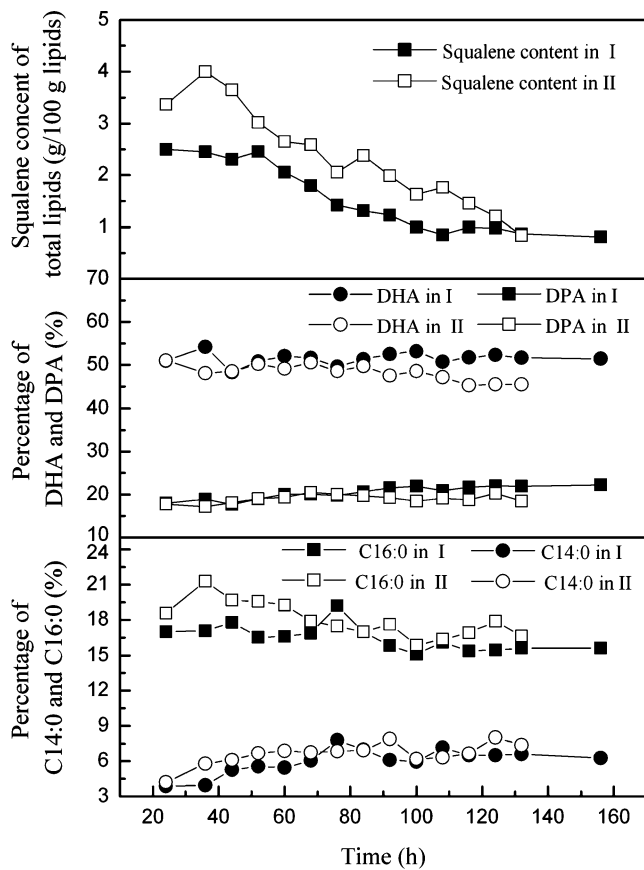 Squalene concent of
total lipids (g/100 g lipids)
5
4
3
2
1
Squalene content in I
Squalene content in II
Percentage of
DHA and DPA (%)
70
60
50
40
30
20
10
DHA in I
DPA in I
DHA in II
DPA in II
Percentage of
C14:0 and C16:0 (%)
24
21
18
15
12
9
6
3
C16:0 in I
C14:0 in I
C16:0 in II
C14:0 in II
20 40 60 80 100 120 140 160
Time (h)